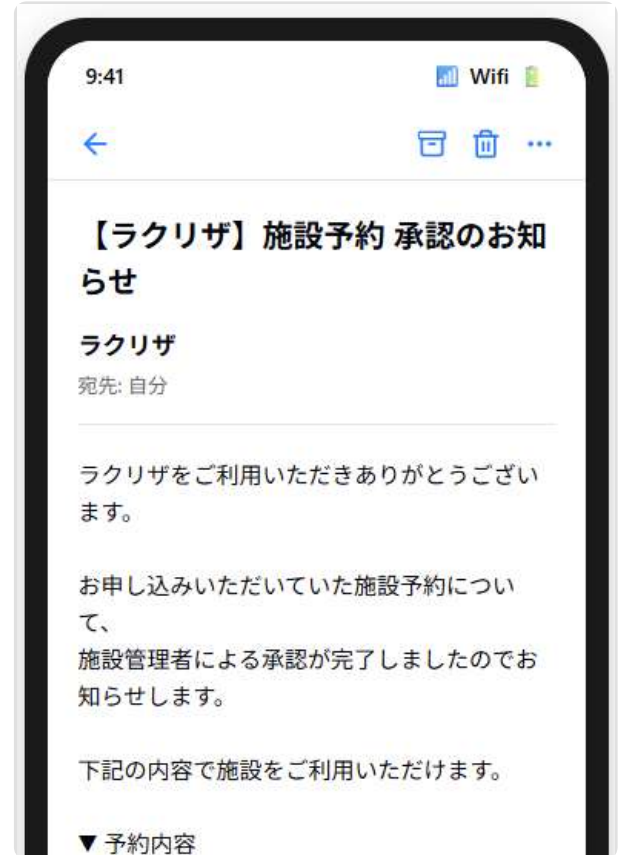 9:41 Wifi
【ラクリザ】施設予約 承認のお知
らせ
ラクリザ
宛先: 自分
ラクリザをご利用いただきありがとうござい
ます。
お申し込みいただいていた施設予約につい
て、
施設管理者による承認が完了しましたのでお
知らせします。
下記の内容で施設をご利用いただけます。
▼ 予約内容